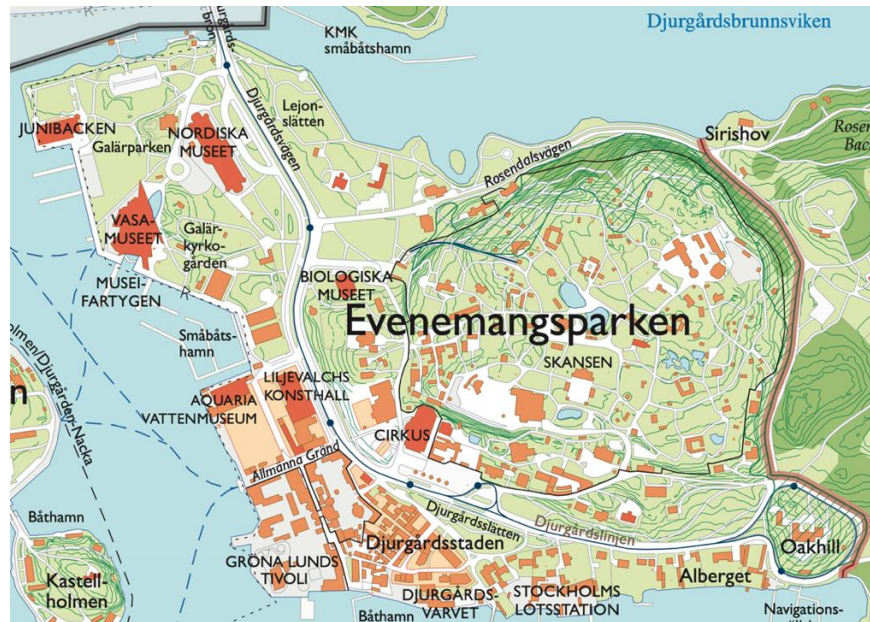 Djurgårdsbrunnsviken
KMK
småbåtshamn
Djurgårdsvägen
Lejon-
slätten
JUNIBACKEN
Galärparken
NORDISKA
MUSEET
Sirishov
Rosendalsvägen
VASA-
MUSEET
Galär-
kyrko-
gården
MUSEI-
FARTYGEN
BIOLOGISKA
MUSEET
Evenemangsparken
SKANSEN
Småbåts-
hamn
LILJEVALCHS
KONSTHALL
AQUARIA
VATTENMUSEUM
CIRKUS
Allmänna Gränd
olmen/Djurgården-Nacka
n
Båthamn
Kastell-
holmen
GRÖNA LUNDS
TIVOLI
Djurgårdsstaden
Djurgårdsslätten
Djurgårdslinjen
DJURGÅRDS-
VARVET
STOCKHOLMS
LOTSSTATION
Alberget
Oakhill
Båthamn
Navigations-